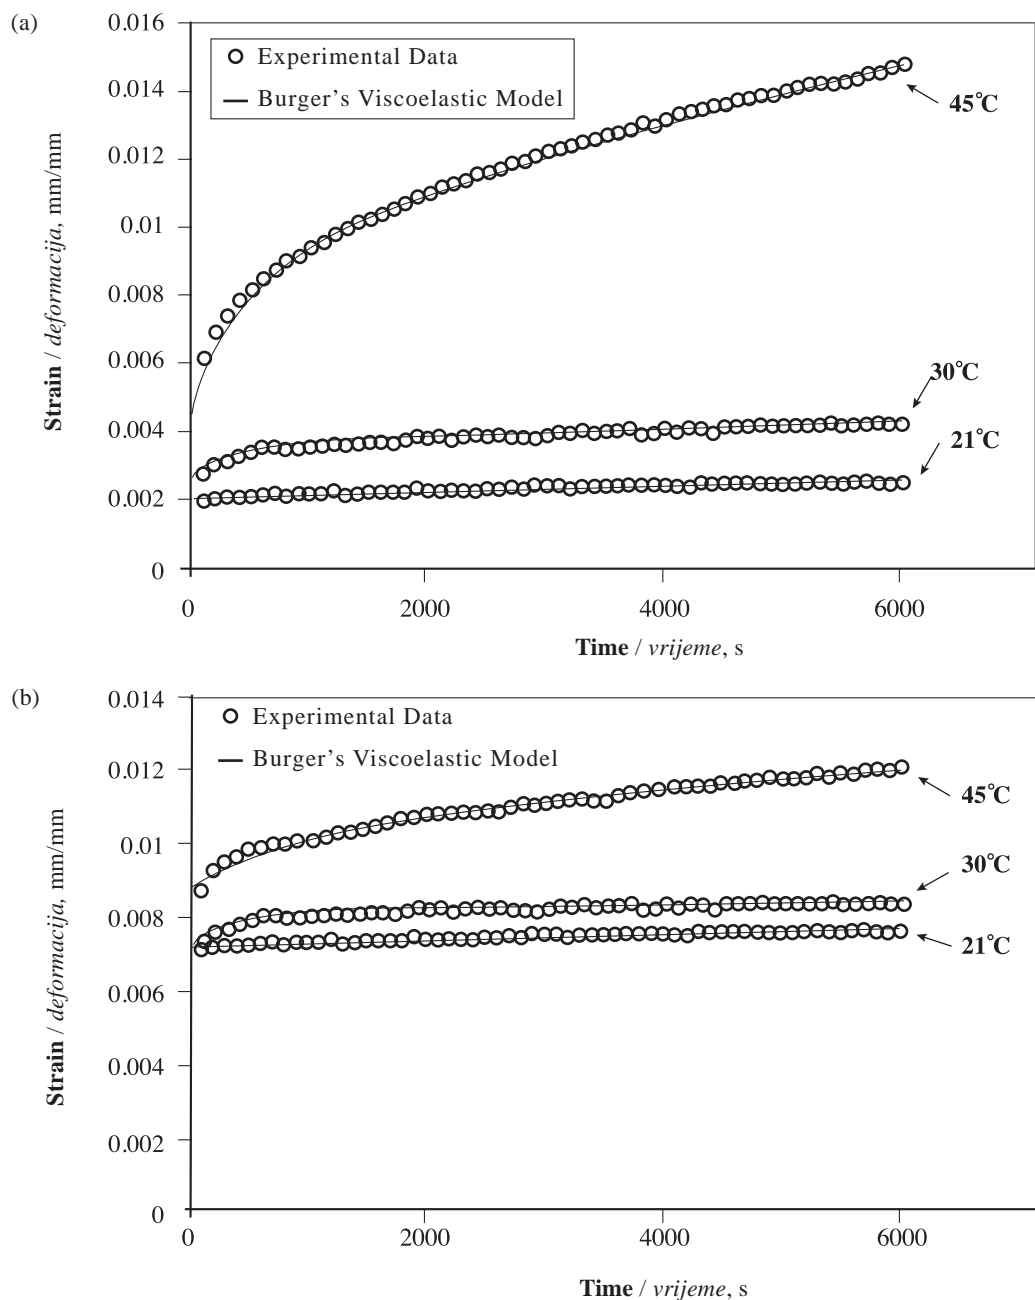 (a)
0.016
0.014
0.012
0.01
0.008
0.006
0.004
0.002
0
Strain / deformacija, mm/mm
Experimental Data
Burger's Viscoelastic Model
45°C
30°C
21°C
0 2000 4000 6000
Time / vrijeme, s
(b)
0.014
0.012
0.01
0.008
0.006
0.004
0.002
0
Strain / deformacija, mm/mm
Experimental Data
Burger's Viscoelastic Model
45°C
30°C
21°C
0 2000 4000 6000
Time / vrijeme, s